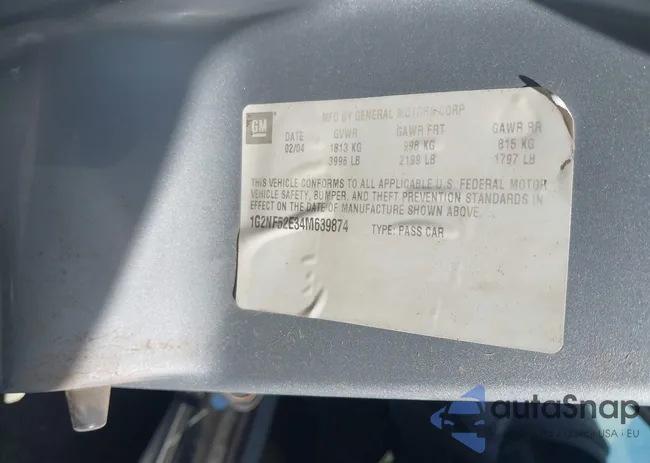 MFD BY GENERAL MOTORS CORP
GM
DATE GVWR GAWR FRT GAWR RR
02/04 1813 KG 998 KG 815 KG
3996 LB 2199 LB 1797 LB
THIS VEHICLE CONFORMS TO ALL APPLICABLE U.S. FEDERAL MOTOR
VEHICLE SAFETY, BUMPER, AND THEFT PREVENTION STANDARDS IN
EFFECT ON THE DATE OF MANUFACTURE SHOWN ABOVE.
1G2NF52E34M639874 TYPE: PASS CAR
autoSnap
USA • EU